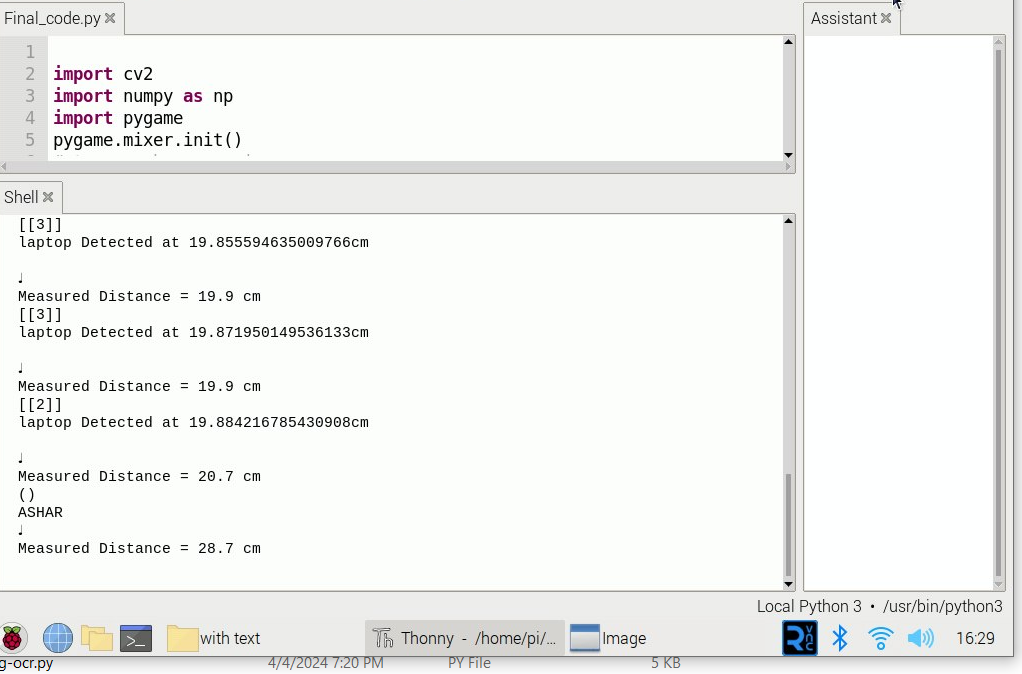 Final_code.py
Assistant
1
2 import cv2
3 import numpy as np
4 import pygame
5 pygame.mixer.init()
Shell
[[3]]
laptop Detected at 19.855594635009766cm
♩
Measured Distance = 19.9 cm
[[3]]
laptop Detected at 19.871950149536133cm
♩
Measured Distance = 19.9 cm
[[2]]
laptop Detected at 19.884216785430908cm
♩
Measured Distance = 20.7 cm
()
ASHAR
♩
Measured Distance = 28.7 cm
Local Python 3 • /usr/bin/python3
with text
Thonny - /home/pi/...
Image
16:29
g-ocr.py 4/4/2024 7:20 PM PY File 5 KB